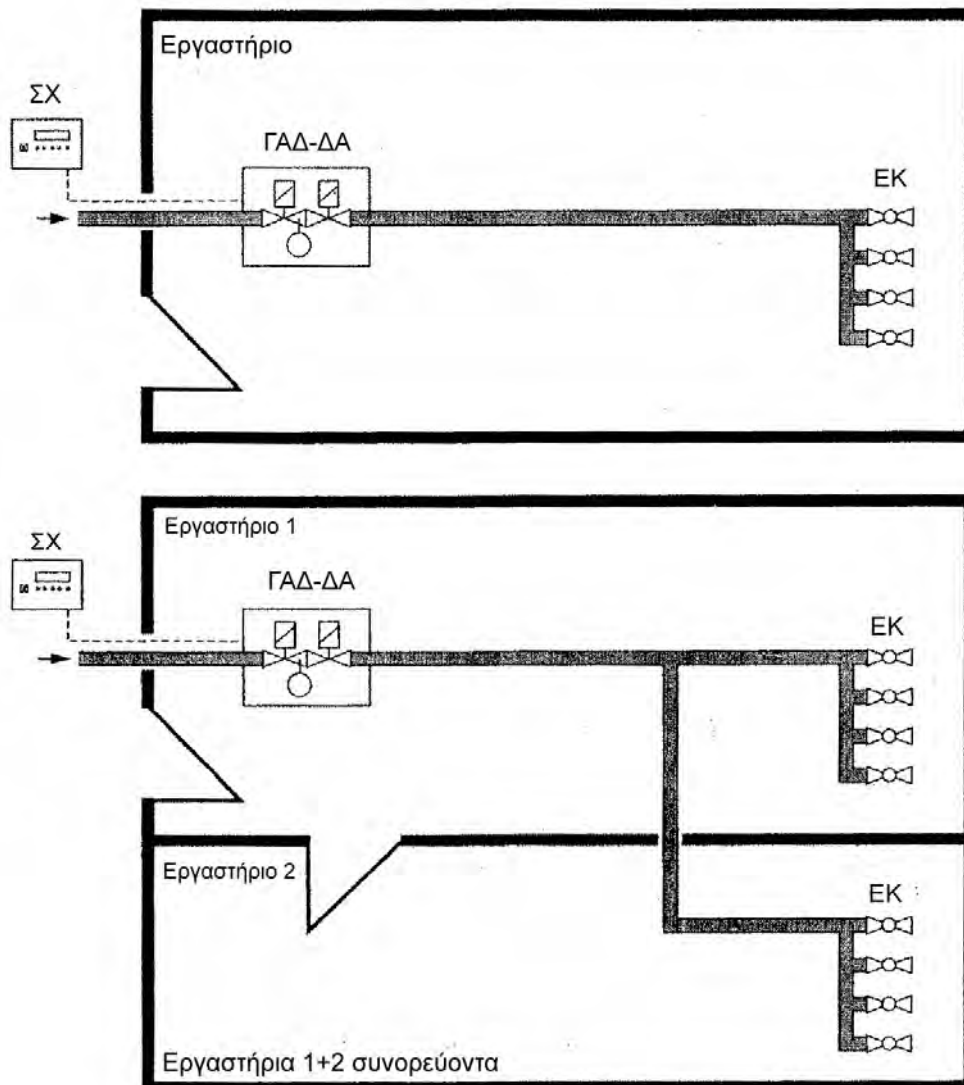 Εργαστήριο
ΣΧ
ΓΑΔ-ΔΑ
ΕΚ
Εργαστήριο 1
ΣΧ
ΓΑΔ-ΔΑ
ΕΚ
Εργαστήριο 2
ΕΚ
Εργαστήρια 1+2 συνορεύοντα